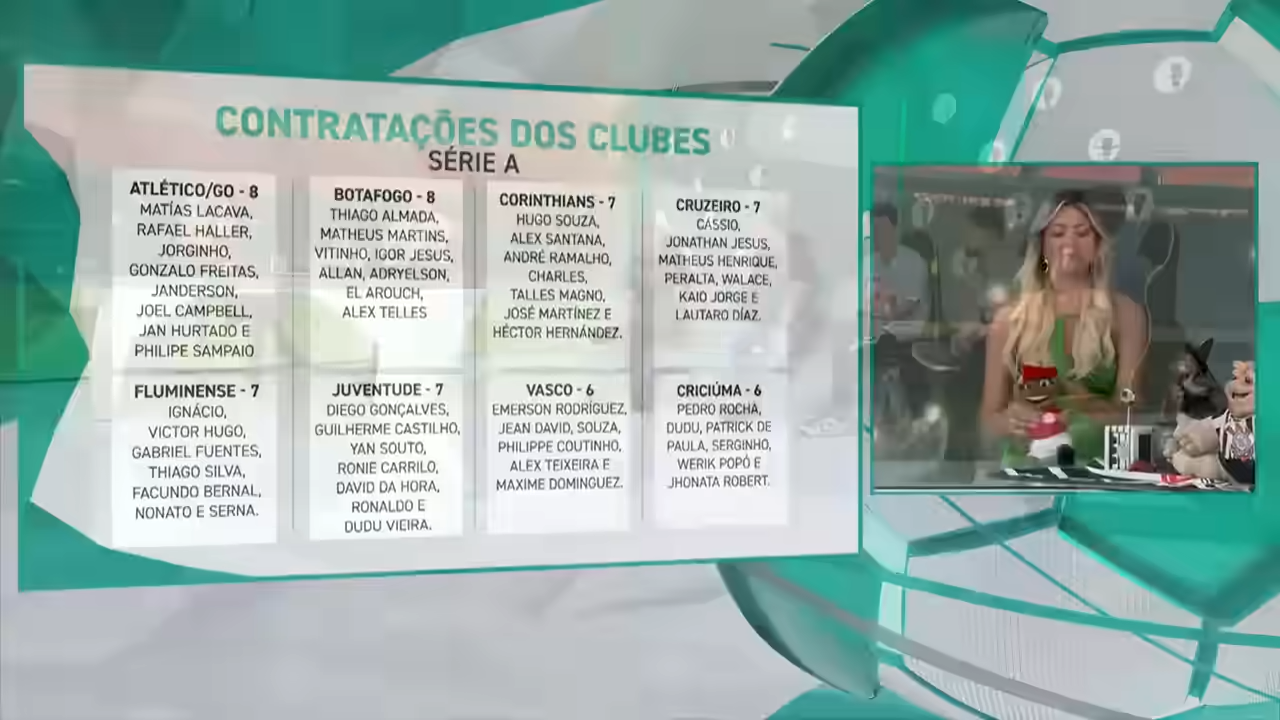 CONTRATAÇÕES DOS CLUBES
SÉRIE A
ATLÉTICO/GO - 8
MATÍAS LACAVA,
RAFAEL HALLER,
JORGINHO,
GONZALO FREITAS,
JANDERSON,
JOEL CAMPBELL,
JAN HURTADO E
PHILIPE SAMPAIO
BOTAFOGO - 8
THIAGO ALMADA,
MATHEUS MARTINS,
VITINHO, IGOR JESUS,
ALLAN, ADRYELSON,
EL AROUCH,
ALEX TELLES
CORINTHIANS - 7
HUGO SOUZA,
ALEX SANTANA,
ANDRÉ RAMALHO,
CHARLES,
TALLES MAGNO,
JOSÉ MARTÍNEZ E
HÉCTOR HERNÁNDEZ.
CRUZEIRO - 7
CÁSSIO,
JONATHAN JESUS,
MATHEUS HENRIQUE,
PERALTA, WALACE,
KAIO JORGE E
LAUTARO DÍAZ.
FLUMINENSE - 7
IGNÁCIO,
VICTOR HUGO,
GABRIEL FUENTES,
THIAGO SILVA,
FACUNDO BERNAL,
NONATO E SERNA.
JUVENTUDE - 7
DIEGO GONÇALVES,
GUILHERME CASTILHO,
YAN SOUTO,
RONIE CARRILO,
DAVID DA HORA,
RONALDO E
DUDU VIEIRA.
VASCO - 6
EMERSON RODRÍGUEZ,
JEAN DAVID, SOUZA,
PHILIPPE COUTINHO,
ALEX TEIXEIRA E
MAXIME DOMINGUEZ.
CRICIÚMA - 6
PEDRO ROCHA,
DUDU, PATRICK DE
PAULA, SERGINHO,
WERIK POPÓ E
JHONATA ROBERT.